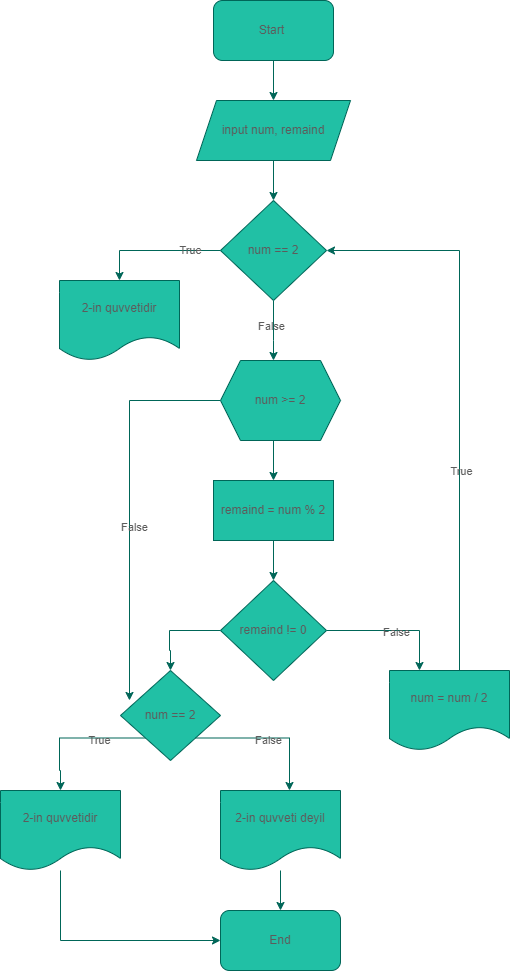 Start
input num, remaind
num == 2
True
2-in quvvetidir
False
num >= 2
True
remaind = num % 2
False
remaind != 0
False
num = num / 2
num == 2
True
False
2-in quvvetidir
2-in quvveti deyil
End